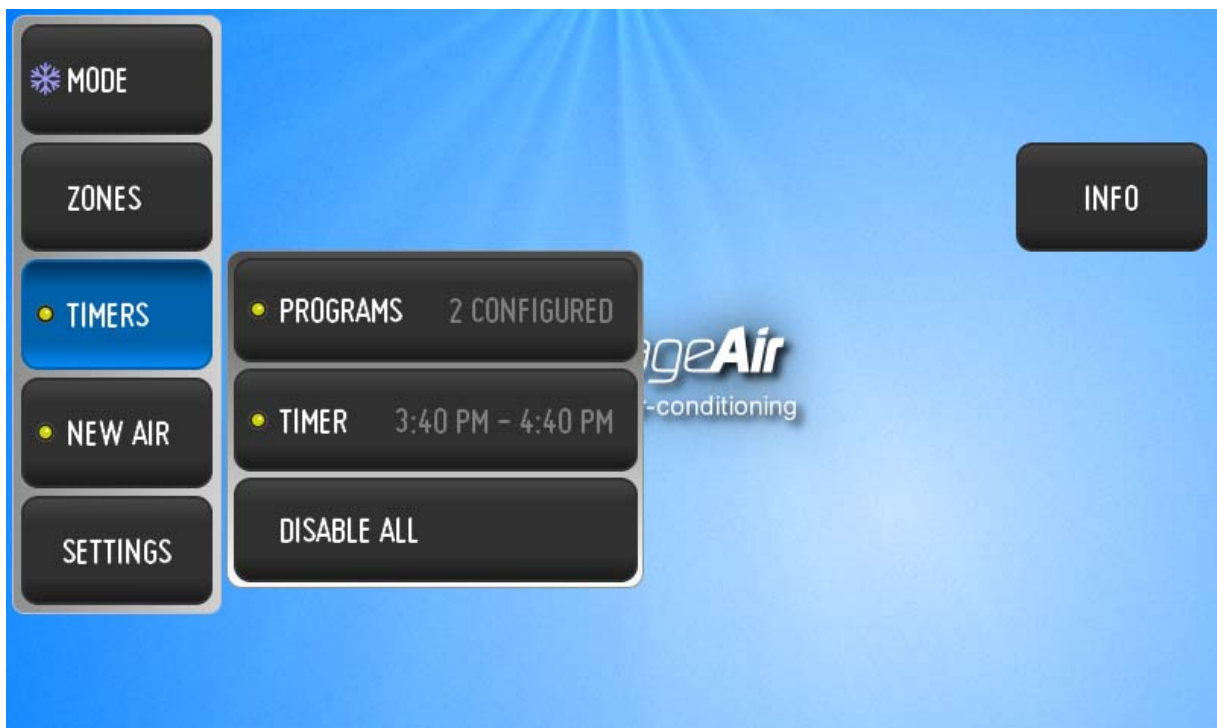 MODE
ZONES
TIMERS
NEW AIR
SETTINGS
PROGRAMS 2 CONFIGURED
TIMER 3:40 PM - 4:40 PM
DISABLE ALL
INFO
ageAir
-conditioning